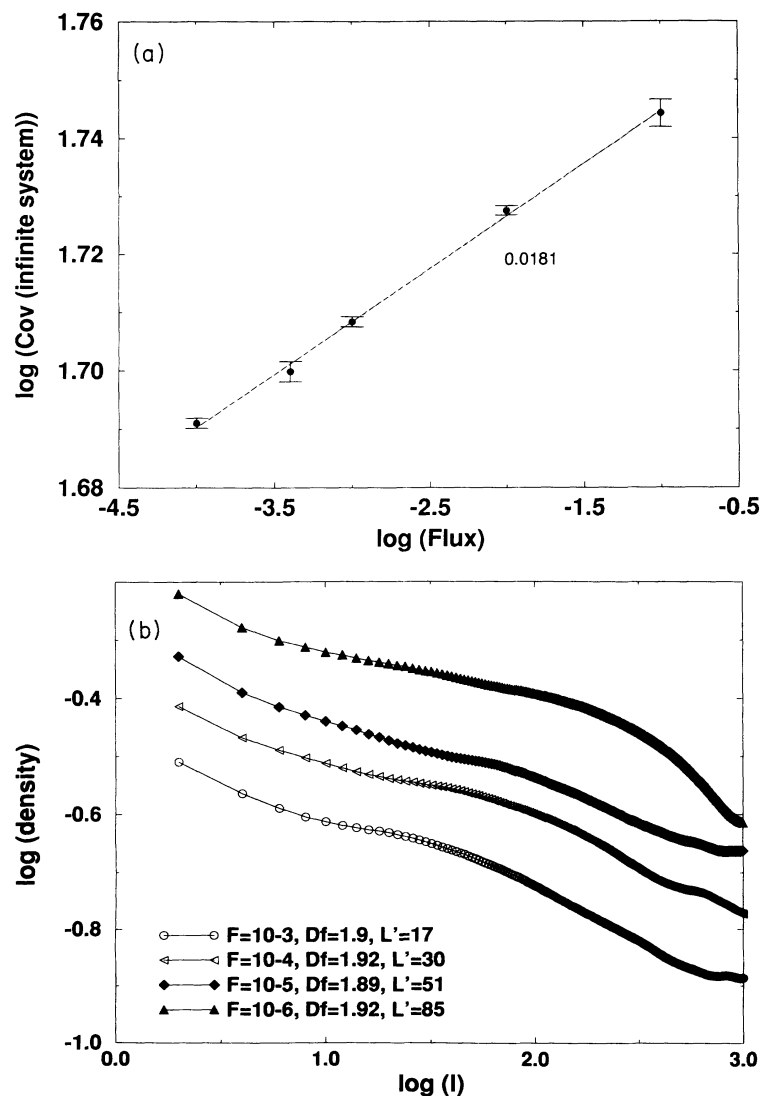 (a)
1.76
1.74
1.72
1.70
1.68
log (Cov (infinite system))
0.0181
-4.5 -3.5 -2.5 -1.5 -0.5
log (Flux)
(b)
-0.4
-0.6
-0.8
-1.0
log (density)
F=10-3, Df=1.9, L'=17
F=10-4, Df=1.92, L'=30
F=10-5, Df=1.89, L'=51
F=10-6, Df=1.92, L'=85
0.0 1.0 2.0 3.0
log (l)